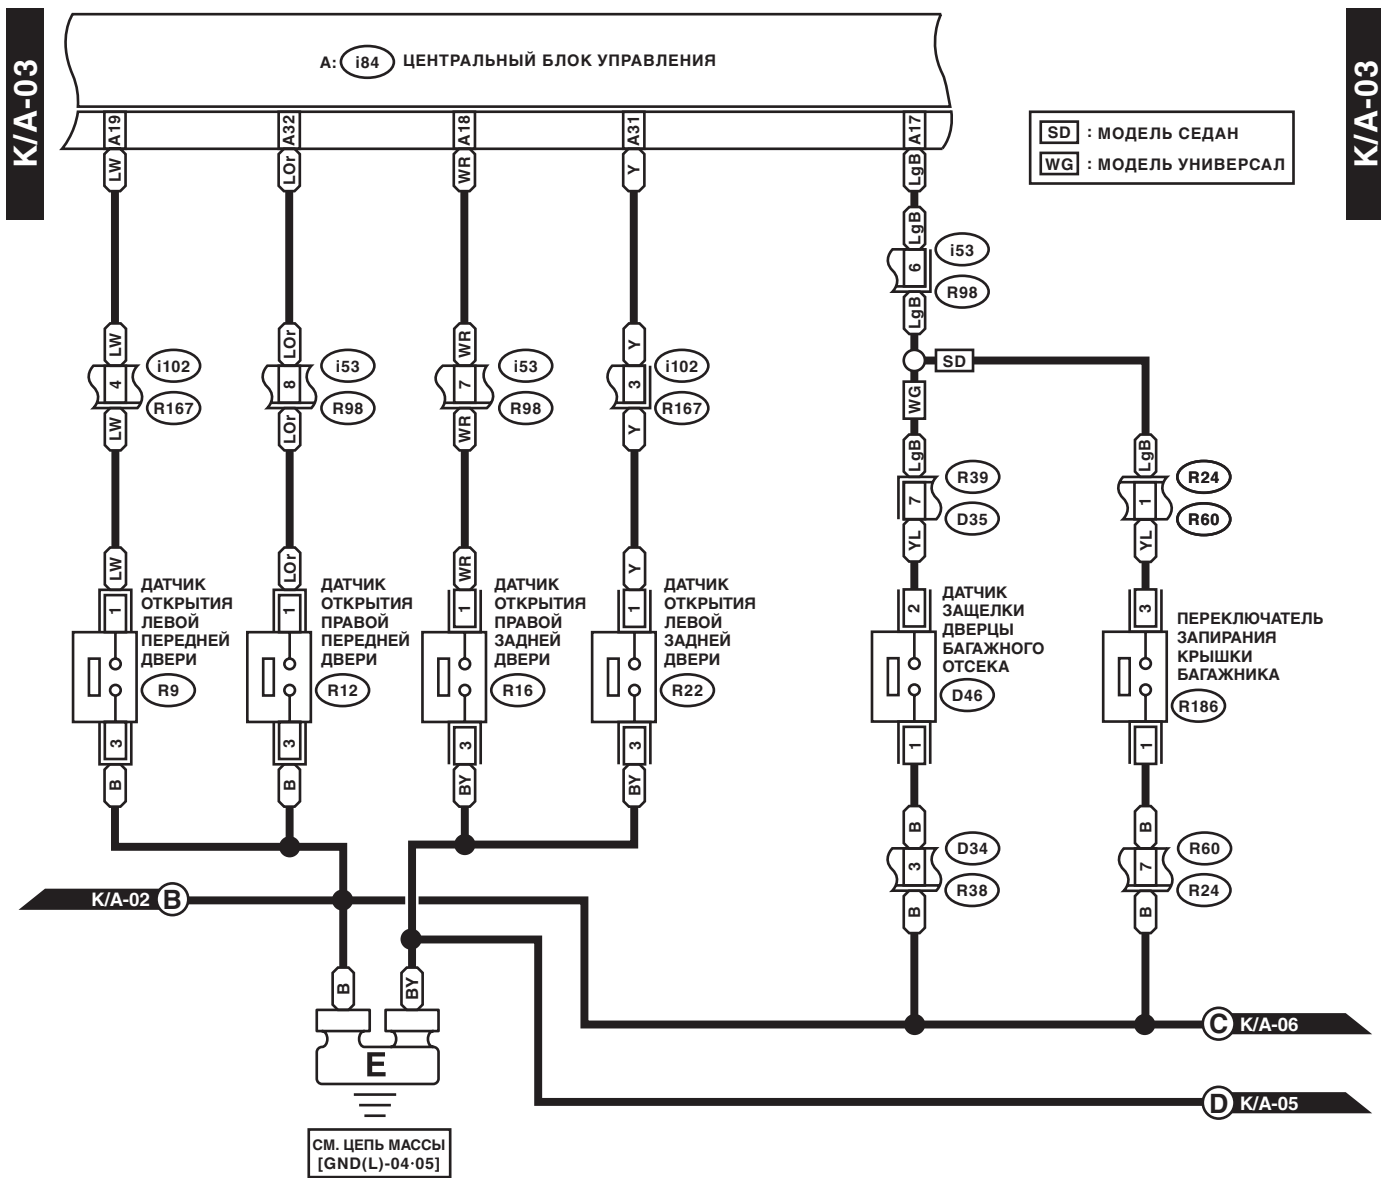 K/A-03
K/A-03
A: i84 ЦЕНТРАЛЬНЫЙ БЛОК УПРАВЛЕНИЯ
A19 A32 A18 A31 A17
SD : МОДЕЛЬ СЕДАН
WG : МОДЕЛЬ УНИВЕРСАЛ
LW LOr WR Y LgB
LgB
6 i53
R98
LgB
LW LOr WR Y
SD
4 i102 8 i53 7 i53 3 i102
R167 R98 R98 R167
WG
LW LOr WR Y
LgB LgB
7 R39 1 R24
D35 R60
YL YL
LW LOr WR Y
1 ДАТЧИК
ОТКРЫТИЯ
ЛЕВОЙ
ПЕРЕДНЕЙ
ДВЕРИ
R9
3
B
1 ДАТЧИК
ОТКРЫТИЯ
ПРАВОЙ
ПЕРЕДНЕЙ
ДВЕРИ
R12
3
B
1 ДАТЧИК
ОТКРЫТИЯ
ПРАВОЙ
ЗАДНЕЙ
ДВЕРИ
R16
3
BY
1 ДАТЧИК
ОТКРЫТИЯ
ЛЕВОЙ
ЗАДНЕЙ
ДВЕРИ
R22
3
BY
2 ДАТЧИК
ЗАЩЕЛКИ
ДВЕРЦЫ
БАГАЖНОГО
ОТСЕКА
D46
1
3 ПЕРЕКЛЮЧАТЕЛЬ
ЗАПИРАНИЯ
КРЫШКИ
БАГАЖНИКА
R186
1
B B
3 D34 7 R60
R38 R24
B B
K/A-02 B
B BY
E
C K/A-06
D K/A-05
СМ. ЦЕПЬ МАССЫ
[GND(L)-04·05]